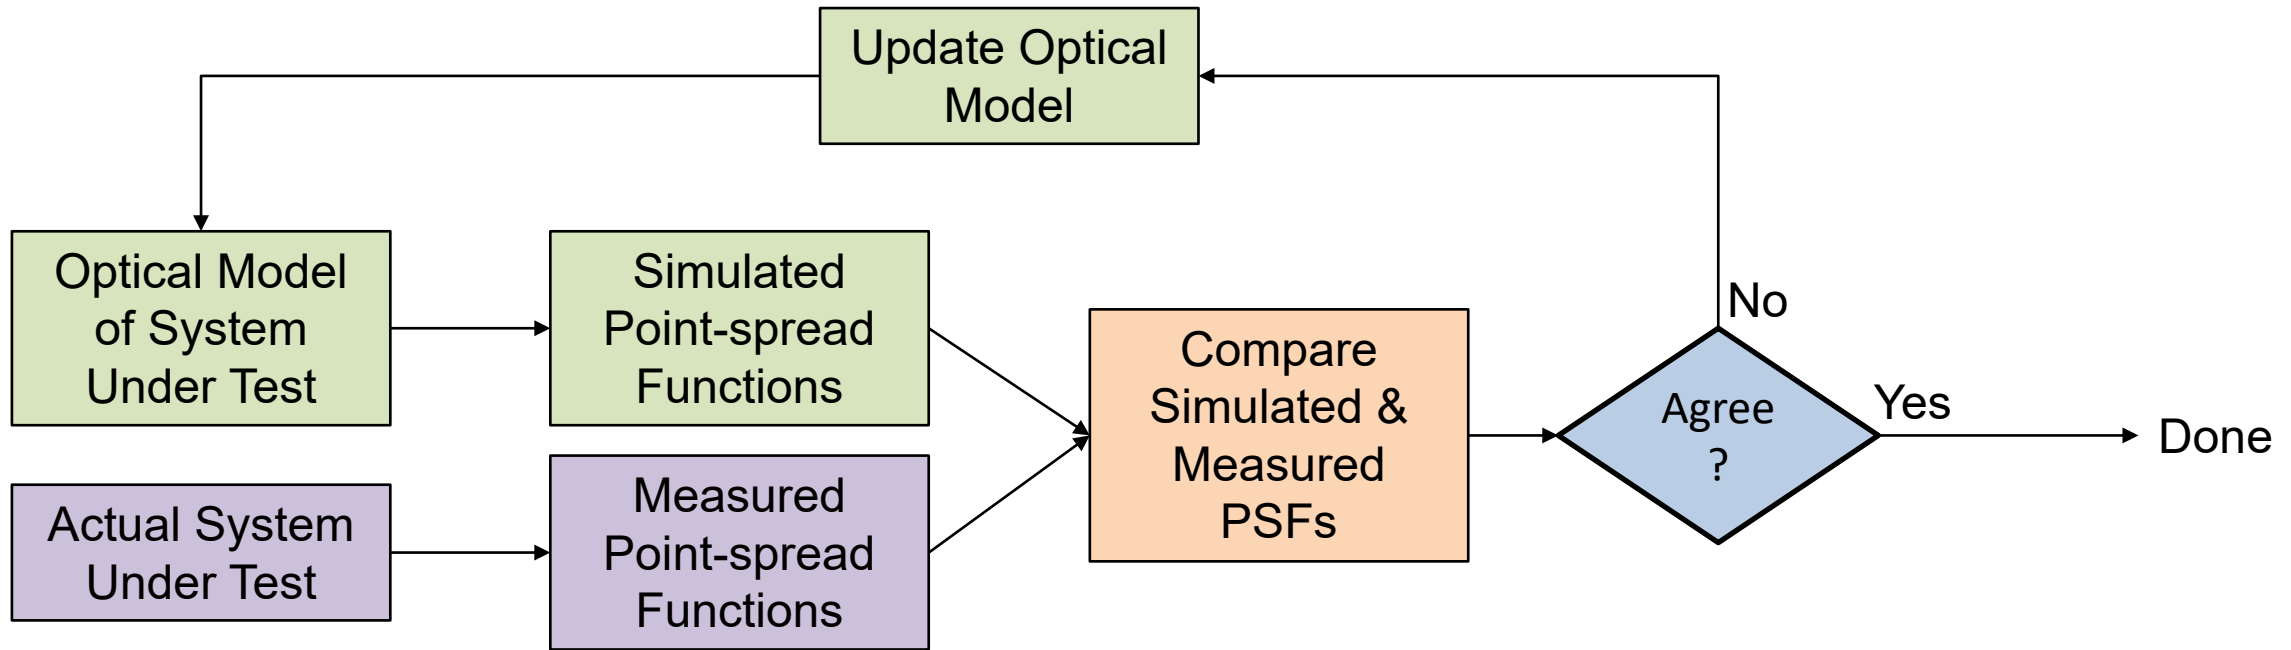 Update Optical
Model
Optical Model
of System
Under Test
Simulated
Point-spread
Functions
Actual System
Under Test
Measured
Point-spread
Functions
Compare
Simulated &
Measured
PSFs
Agree
?
No
Yes
Done